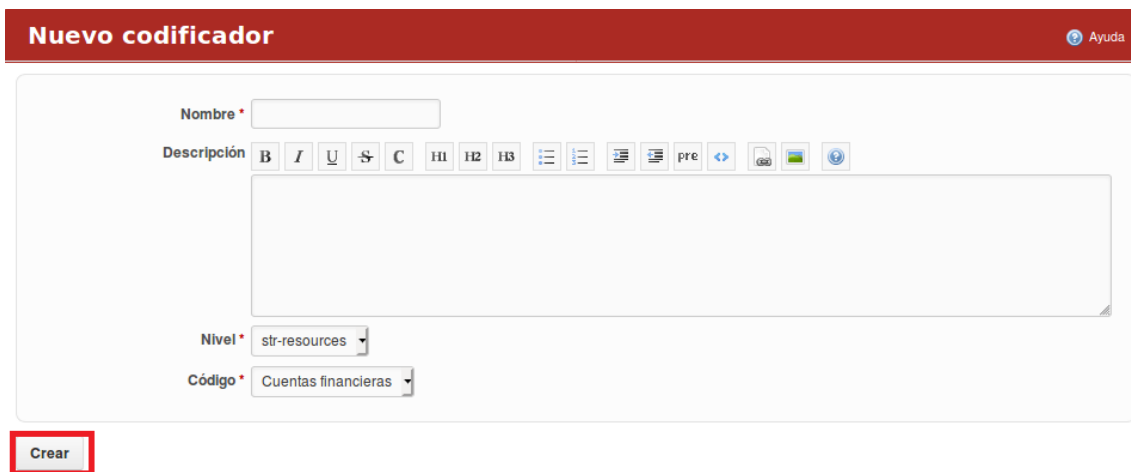 Nuevo codificador
Ayuda
Nombre *
Descripción B I U S C H1 H2 H3 pre <>
Nivel * str-resources
Código * Cuentas financieras
Crear